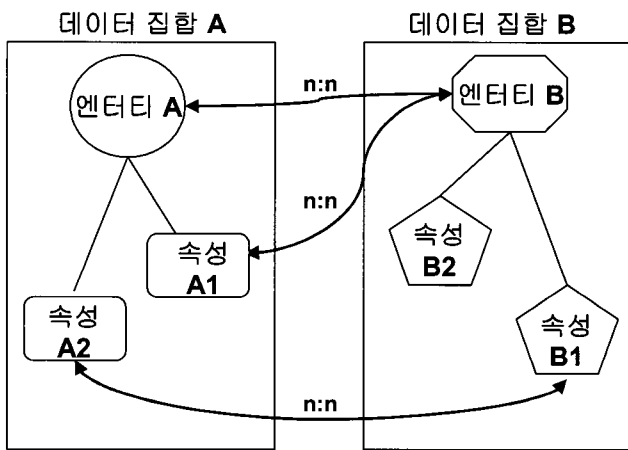 데이터 집합 A
데이터 집합 B
엔터티 A
n:n
엔터티 B
n:n
속성
A1
속성
B2
속성
A2
속성
B1
n:n